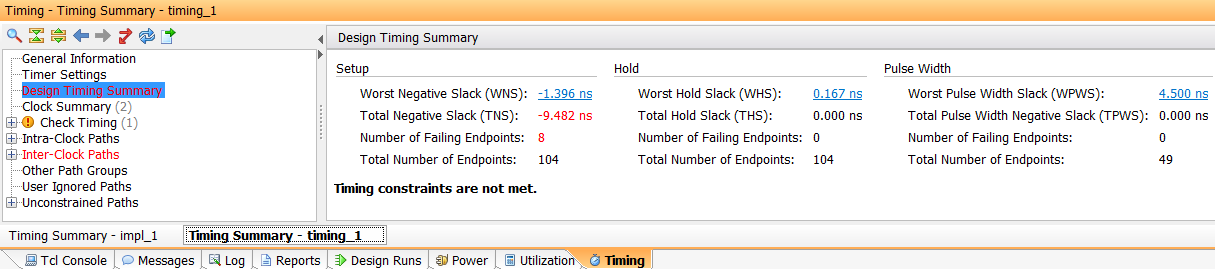 Timing - Timing Summary - timing_1
General Information
Timer Settings
Design Timing Summary
Clock Summary (2)
Check Timing (1)
Intra-Clock Paths
Inter-Clock Paths
Other Path Groups
User Ignored Paths
Unconstrained Paths
Design Timing Summary
Setup Hold Pulse Width
Worst Negative Slack (WNS): -1.396 ns Worst Hold Slack (WHS): 0.167 ns Worst Pulse Width Slack (WPWS): 4.500 ns
Total Negative Slack (TNS): -9.482 ns Total Hold Slack (THS): 0.000 ns Total Pulse Width Negative Slack (TPWS): 0.000 ns
Number of Failing Endpoints: 8 Number of Failing Endpoints: 0 Number of Failing Endpoints: 0
Total Number of Endpoints: 104 Total Number of Endpoints: 104 Total Number of Endpoints: 49
Timing constraints are not met.
Timing Summary - impl_1 Timing Summary - timing_1
Tcl Console Messages Log Reports Design Runs Power Utilization Timing